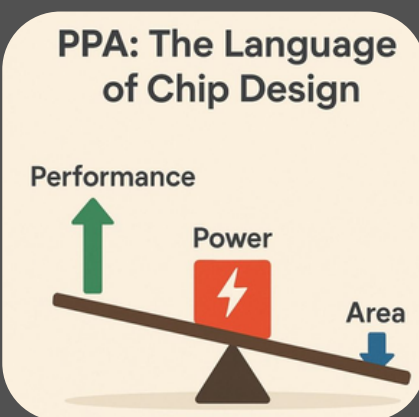 PPA: The Language
of Chip Design
Performance
Power
Area